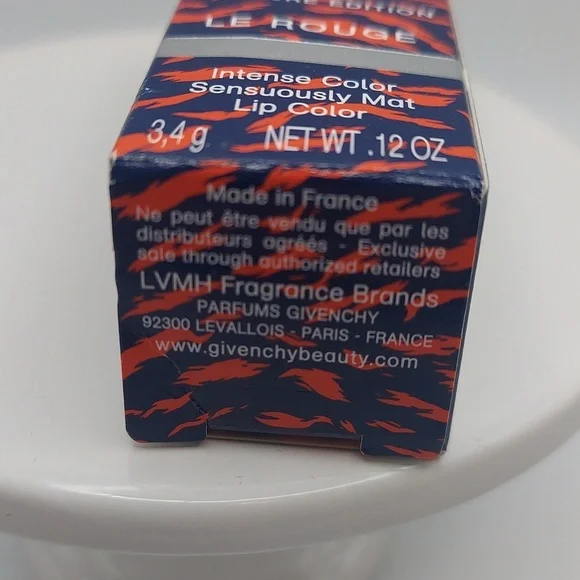 EDITION
LE ROUGE
Intense Color
Sensuously Mat
Lip Color
3,4 g NET WT .12 OZ
Made in France
Ne peut être vendu que par les
distributeurs agréés - Exclusive
sale through authorized retailers
LVMH Fragrance Brands
PARFUMS GIVENCHY
92300 LEVALLOIS - PARIS - FRANCE
www.givenchybeauty.com